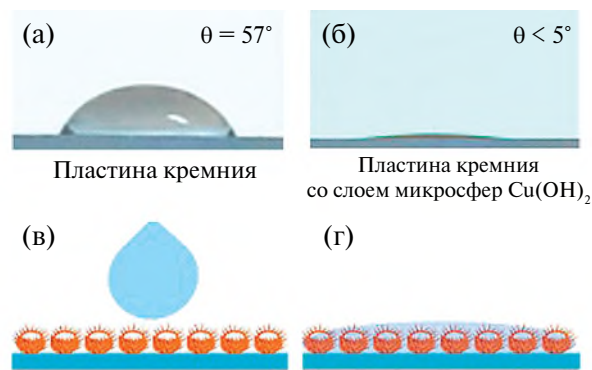 (а)
θ = 57°
(б)
θ < 5°
Пластина кремния
Пластина кремния
со слоем микросфер Cu(OH)₂
(в)
(г)